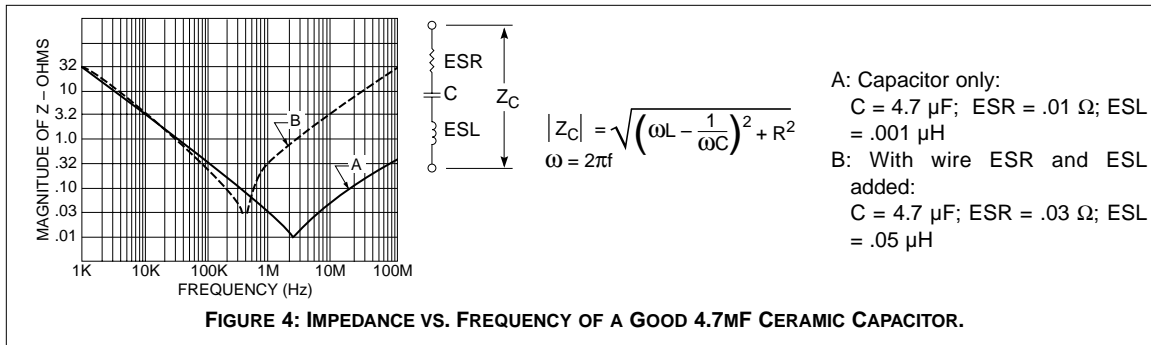 MAGNITUDE OF Z – OHMS
32
10
3.2
1.0
.32
.10
.03
.01
B
A
1K 10K 100K 1M 10M 100M
FREQUENCY (Hz)
ESR
C
ESL
ZC
|ZC| = √((ωL – 1/ωC)² + R²)
ω = 2πf
A: Capacitor only:
C = 4.7 µF; ESR = .01 Ω; ESL
= .001 µH
B: With wire ESR and ESL
added:
C = 4.7 µF; ESR = .03 Ω; ESL
= .05 µH
FIGURE 4: IMPEDANCE VS. FREQUENCY OF A GOOD 4.7MF CERAMIC CAPACITOR.